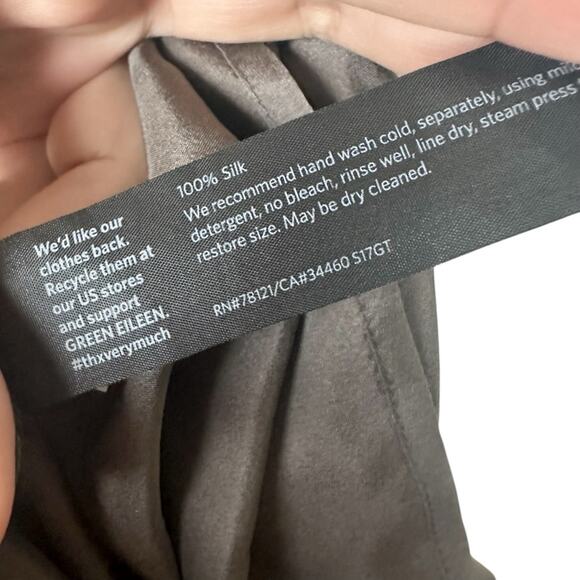 We'd like our
clothes back.
Recycle them at
our US stores
and support
GREEN EILEEN.
#thxverymuch
100% Silk
We recommend hand wash cold, separately, using
detergent, no bleach, rinse well, line dry, steam press
restore size. May be dry cleaned.
RN#78121/CA#34460 S17GT